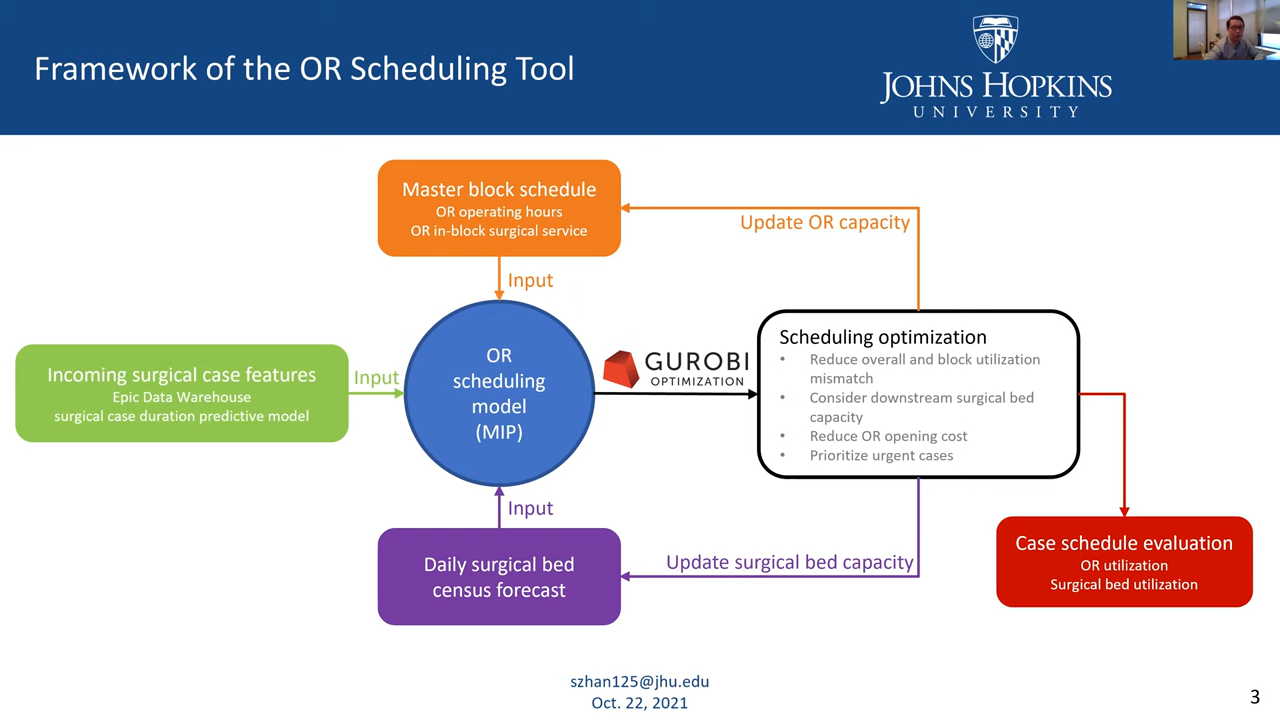 Framework of the OR Scheduling Tool
JOHNS HOPKINS
UNIVERSITY
Master block schedule
OR operating hours
OR in-block surgical service
Update OR capacity
Input
Incoming surgical case features
Epic Data Warehouse
surgical case duration predictive model
Input
OR
scheduling
model
(MIP)
GUROBI
OPTIMIZATION
Scheduling optimization
• Reduce overall and block utilization
mismatch
• Consider downstream surgical bed
capacity
• Reduce OR opening cost
• Prioritize urgent cases
Input
Daily surgical bed
census forecast
Update surgical bed capacity
Case schedule evaluation
OR utilization
Surgical bed utilization
szhan125@jhu.edu
Oct. 22, 2021
3